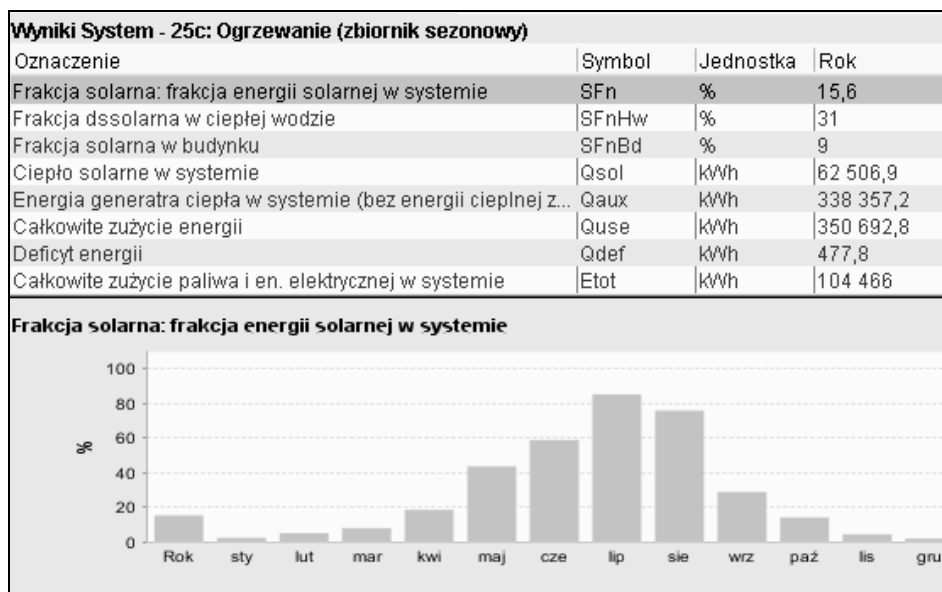 Wyniki System - 25c: Ogrzewanie (zbiornik sezonowy)
Oznaczenie Symbol Jednostka Rok
Frakcja solarna: frakcja energii solarnej w systemie SFn % 15,6
Frakcja dssolarna w ciepłej wodzie SFnHw % 31
Frakcja solarna w budynku SFnBd % 9
Ciepło solarne w systemie Qsol kWh 62 506,9
Energia generatra ciepła w systemie (bez energii cieplnej z... Qaux kWh 338 357,2
Całkowite zużycie energii Quse kWh 350 692,8
Deficyt energii Qdef kWh 477,8
Całkowite zużycie paliwa i en. elektrycznej w systemie Etot kWh 104 466
Frakcja solarna: frakcja energii solarnej w systemie
100
80
60
40
20
0
%
Rok sty lut mar kwi maj cze lip sie wrz paź lis gru